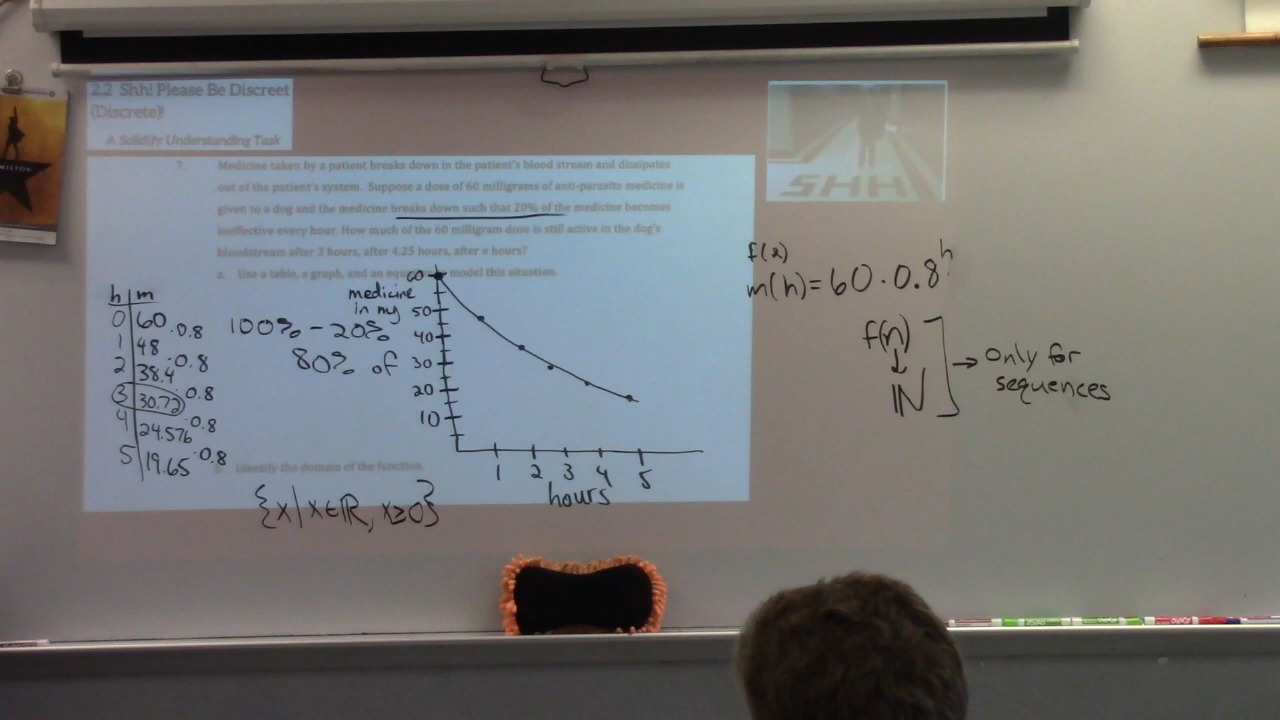 2.2 Shh! Please Be Discreet
(Discrete)!
A Solidify Understanding Task
SHH
MILTON
Medicine taken by a patient breaks down in the patient's blood stream and dissipates
out of the patient's system. Suppose a dose of 60 milligrams of anti-parasite medicine is
given to a dog and the medicine breaks down such that 20% of the medicine becomes
ineffective every hour. How much of the 60 milligram dose is still active in the dog's
bloodstream after 3 hours, after 4.25 hours, after n hours?
a. Use a table, a graph, and an model this situation.
h | m
0 | 60 ·0.8
1 | 48
2 | 38.4 ·0.8
3 | 30.72 ·0.8
4 | 24.576 ·0.8
5 | 19.65 ·0.8
100% - 20%
80% of
medicine
in mg
60
50
40
30
20
10
1 2 3 4 5
hours
Identify the domain of the function.
{x | x∈ℝ, x≥0}
f(x)
m(h) = 60 · 0.8^h
f(n)
↓
ℕ
→ Only for
sequences